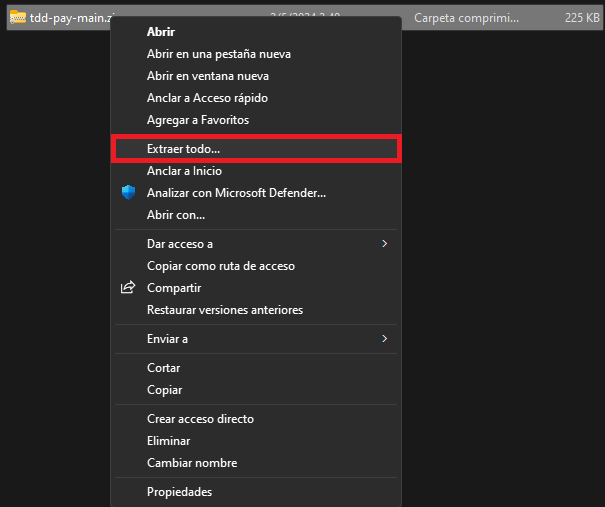 tdd-pay-main.zi
Carpeta comprimi... 225 KB
Abrir
Abrir en una pestaña nueva
Abrir en ventana nueva
Anclar a Acceso rápido
Agregar a Favoritos
Extraer todo...
Anclar a Inicio
Analizar con Microsoft Defender...
Abrir con...
Dar acceso a
Copiar como ruta de acceso
Compartir
Restaurar versiones anteriores
Enviar a
Cortar
Copiar
Crear acceso directo
Eliminar
Cambiar nombre
Propiedades